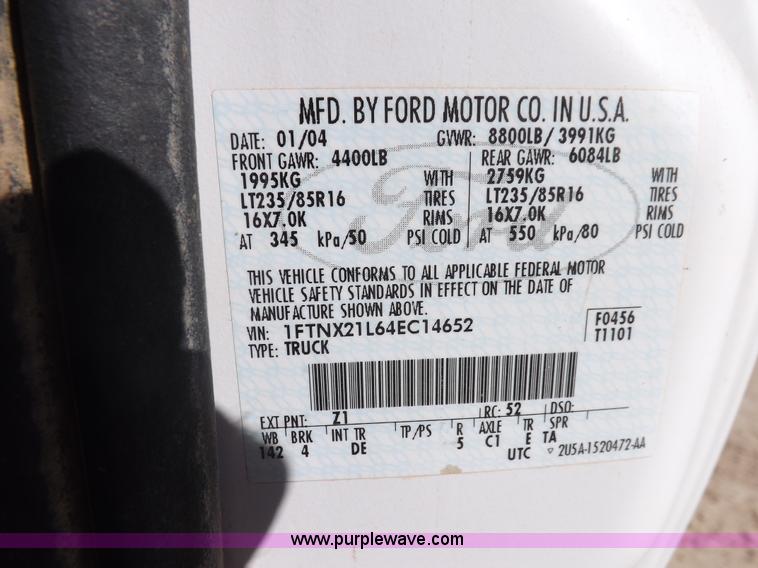 MFD. BY FORD MOTOR CO. IN U.S.A.
DATE: 01/04 GVWR: 8800LB/ 3991KG
FRONT GAWR: 4400LB REAR GAWR: 6084LB
1995KG WITH 2759KG WITH
LT235/85R16 TIRES LT235/85R16 TIRES
16X7.0K RIMS 16X7.0K RIMS
AT 345 kPa/50 PSI COLD AT 550 kPa/80 PSI COLD
Ford
THIS VEHICLE CONFORMS TO ALL APPLICABLE FEDERAL MOTOR
VEHICLE SAFETY STANDARDS IN EFFECT ON THE DATE OF
MANUFACTURE SHOWN ABOVE.
VIN: 1FTNX21L64EC14652 F0456
TYPE: TRUCK T1101
EXT PNT: Z1 RC: 52 DSO:
WB BRK INT TR TP/PS R AXLE TR SPR
142 4 DE 5 C1 E TA
UTC 2U5A-1520472-AA
www.purplewave.com